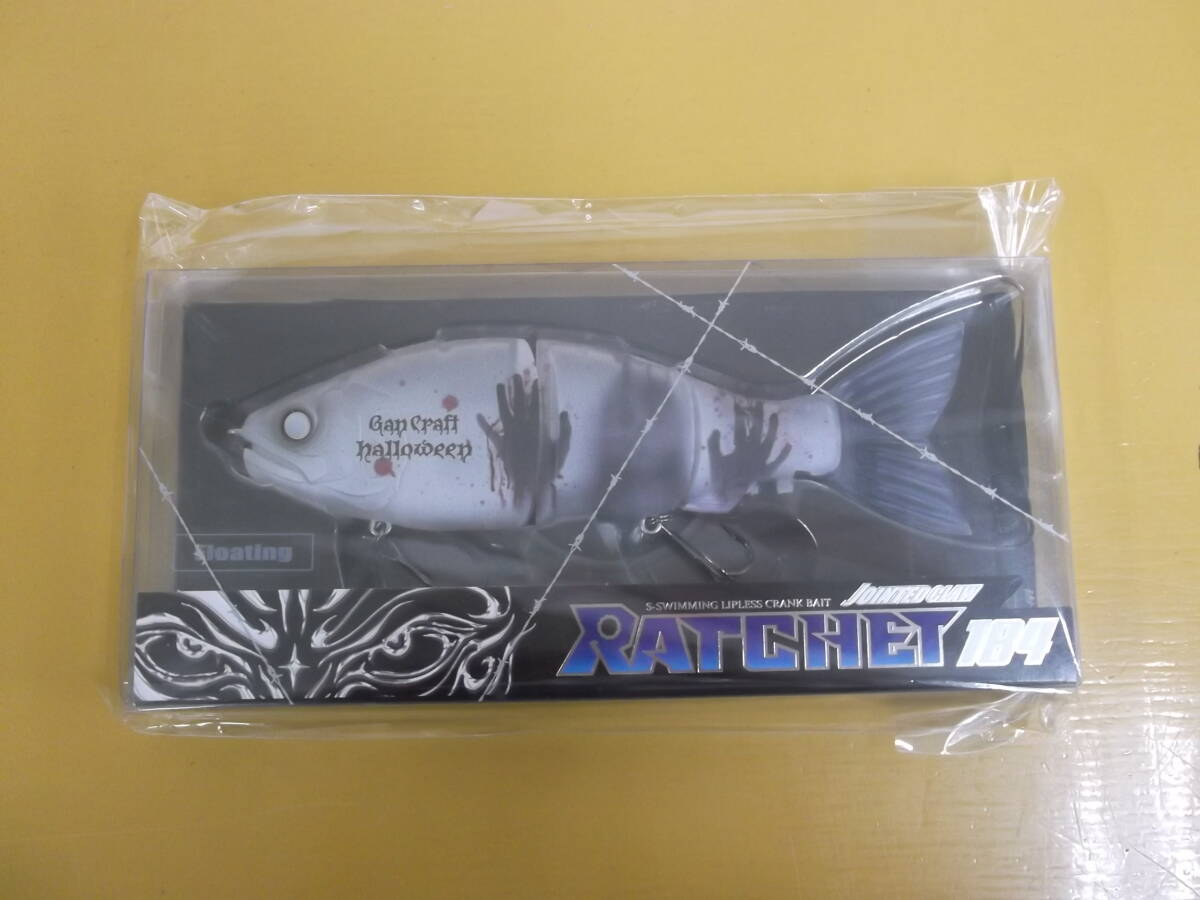 Gan Craft
halloween
Floating
S-SWIMMING LIPLESS CRANK BAIT
JOINTED CLAW
RATCHET
184